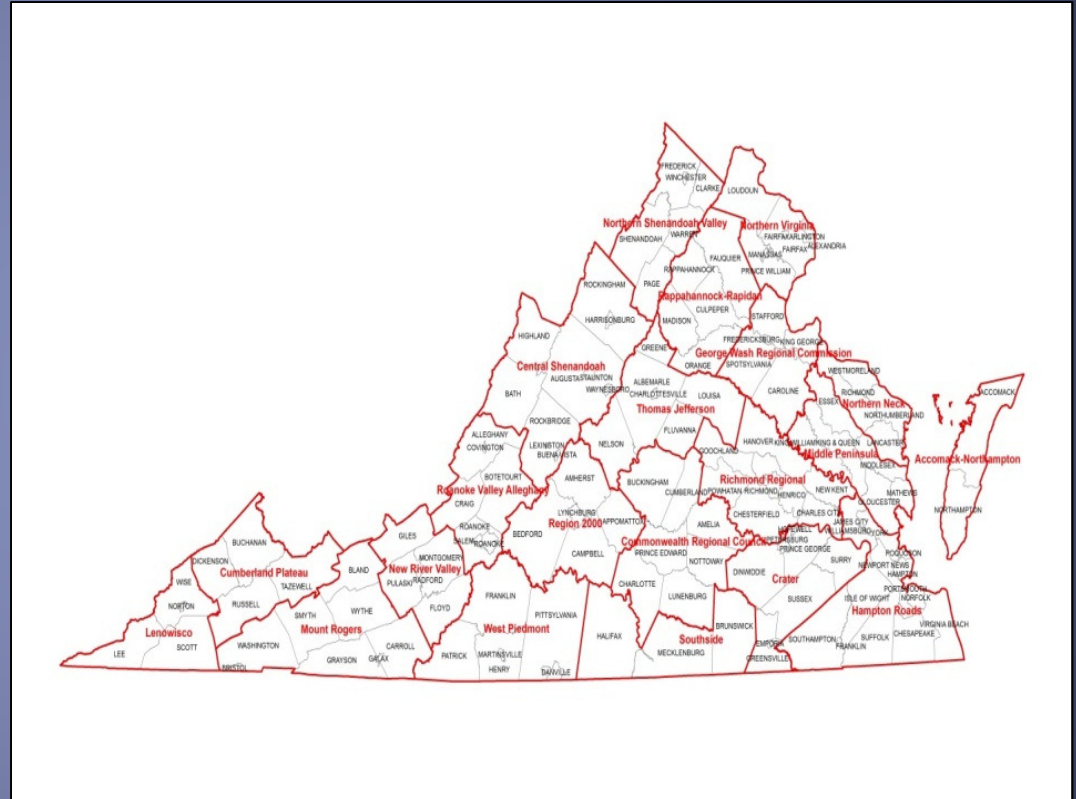 FREDERICK
WINCHESTER
CLARKE
LOUDOUN
Northern Shenandoah Valley
Northern Virginia
SHENANDOAH
WARREN
FAIRFAX
ARLINGTON
ALEXANDRIA
FAIRFAX
MANASSAS
FAUQUIER
RAPPAHANNOCK
PRINCE WILLIAM
PAGE
ROCKINGHAM
Rappahannock-Rapidan
CULPEPER
MADISON
STAFFORD
HARRISONBURG
HIGHLAND
GREENE
FREDERICKSBURG
KING GEORGE
George Wash Regional Commission
ORANGE
SPOTSYLVANIA
WESTMORELAND
Central Shenandoah
AUGUSTA
STAUNTON
WAYNESBORO
ALBEMARLE
CHARLOTTESVILLE
LOUISA
CAROLINE
RICHMOND
ESSEX
Northern Neck
NORTHUMBERLAND
ACCOMACK
BATH
Thomas Jefferson
ROCKBRIDGE
FLUVANNA
ALLEGHANY
COVINGTON
LEXINGTON
BUENA VISTA
NELSON
GOOCHLAND
HANOVER
KING WILLIAM
KING & QUEEN
LANCASTER
Middle Peninsula
MIDDLESEX
Accomack-Northampton
BOTETOURT
AMHERST
BUCKINGHAM
Richmond Regional
Roanoke Valley Alleghany
CUMBERLAND
POWHATAN
RICHMOND
HENRICO
NEW KENT
MATHEWS
GLOUCESTER
CRAIG
LYNCHBURG
APPOMATTOX
CHESTERFIELD
CHARLES CITY
NORTHAMPTON
Region 2000
ROANOKE
SALEM
ROANOKE
BEDFORD
AMELIA
HOPEWELL
JAMES CITY
WILLIAMSBURG
YORK
Commonwealth Regional Council
PETERSBURG
PRINCE GEORGE
GILES
BUCHANAN
CAMPBELL
PRINCE EDWARD
NOTTOWAY
SURRY
POQUOSON
NEWPORT NEWS
HAMPTON
DICKENSON
MONTGOMERY
New River Valley
BLAND
Cumberland Plateau
PULASKI
RADFORD
TAZEWELL
DINWIDDIE
Crater
WISE
CHARLOTTE
LUNENBURG
SUSSEX
ISLE OF WIGHT
PORTSMOUTH
NORFOLK
NORTON
RUSSELL
SMYTH
WYTHE
FLOYD
FRANKLIN
PITTSYLVANIA
Hampton Roads
VIRGINIA BEACH
Lenowisco
Mount Rogers
West Piedmont
HALIFAX
BRUNSWICK
Southside
SOUTHAMPTON
SUFFOLK
CHESAPEAKE
LEE
SCOTT
WASHINGTON
CARROLL
EMPORIA
FRANKLIN
GRAYSON
GALAX
PATRICK
MARTINSVILLE
HENRY
DANVILLE
MECKLENBURG
GREENSVILLE
BRISTOL